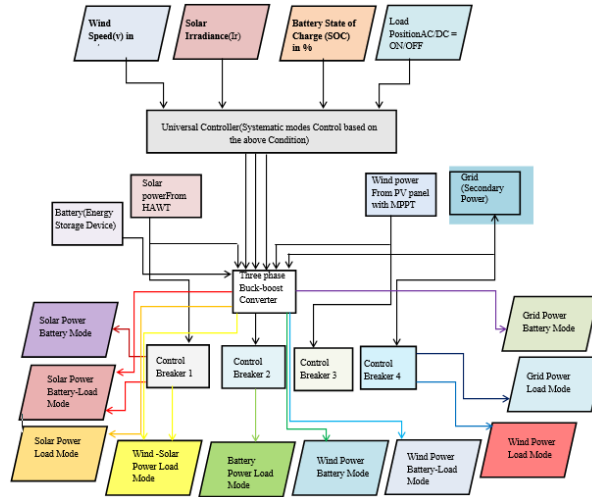 Wind
Speed(v) in
Solar
Irradiance(Ir)
Battery State of
Charge (SOC)
in %
Load
PositionAC/DC =
ON/OFF
Universal Controller(Systematic modes Control based on
the above Condition)
Solar
powerFrom
HAWT
Wind power
From PV panel
with MPPT
Grid
(Secondary
Power)
Battery(Energy
Storage Device)
Three phase
Buck-boost
Converter
Solar Power
Battery Mode
Grid Power
Battery Mode
Control
Breaker 1
Control
Breaker 2
Control
Breaker 3
Control
Breaker 4
Solar Power
Battery-Load
Mode
Grid Power
Load Mode
Solar Power
Load Mode
Wind -Solar
Power Load
Mode
Battery
Power Load
Mode
Wind Power
Battery Mode
Wind Power
Battery-Load
Mode
Wind Power
Load Mode